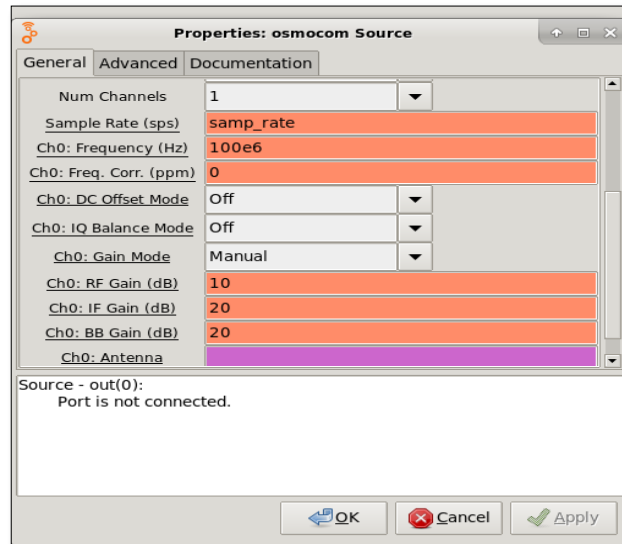 Properties: osmocom Source
General Advanced Documentation
Num Channels 1
Sample Rate (sps) samp_rate
Ch0: Frequency (Hz) 100e6
Ch0: Freq. Corr. (ppm) 0
Ch0: DC Offset Mode Off
Ch0: IQ Balance Mode Off
Ch0: Gain Mode Manual
Ch0: RF Gain (dB) 10
Ch0: IF Gain (dB) 20
Ch0: BB Gain (dB) 20
Ch0: Antenna
Source - out(0):
Port is not connected.
OK Cancel Apply